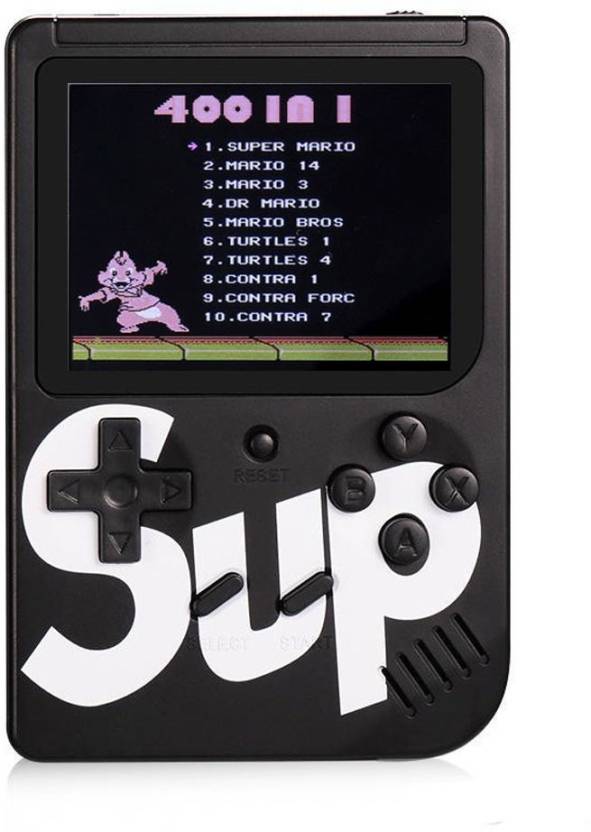 400 IN 1
1.SUPER MARIO
2.MARIO 14
3.MARIO 3
4.DR MARIO
5.MARIO BROS
6.TURTLES 1
7.TURTLES 4
8.CONTRA 1
9.CONTRA FORC
10.CONTRA 7
Sup
RESET
Y
B
X
A
SELECT START